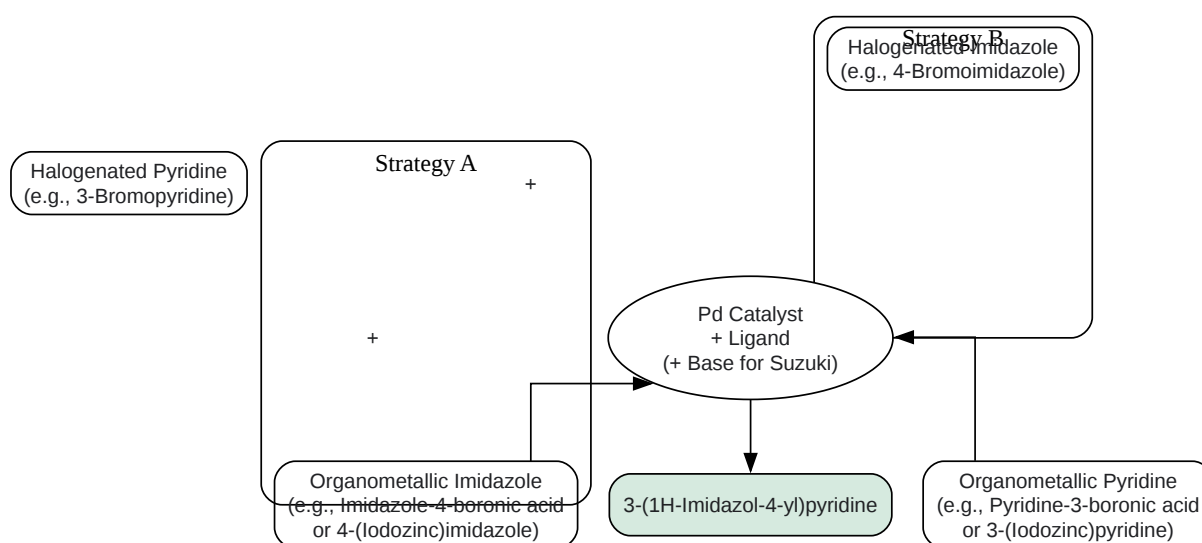 Strategy B
Halogenated Imidazole
(e.g., 4-Bromoimidazole)
Strategy A
Halogenated Pyridine
(e.g., 3-Bromopyridine)
+
+
Pd Catalyst
+ Ligand
(+ Base for Suzuki)
Organometallic Imidazole
(e.g., Imidazole-4-boronic acid
or 4-(Iodozinc)imidazole)
3-(1H-Imidazol-4-yl)pyridine
Organometallic Pyridine
(e.g., Pyridine-3-boronic acid
or 3-(Iodozinc)pyridine)